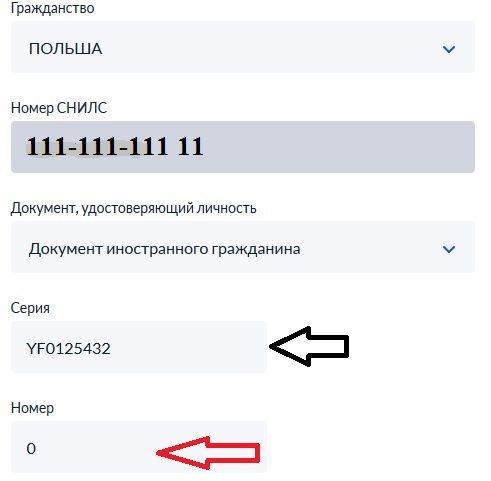 Гражданство
ПОЛЬША
Номер СНИЛС
111-111-111 11
Документ, удостоверяющий личность
Документ иностранного гражданина
Серия
YF0125432
Номер
0